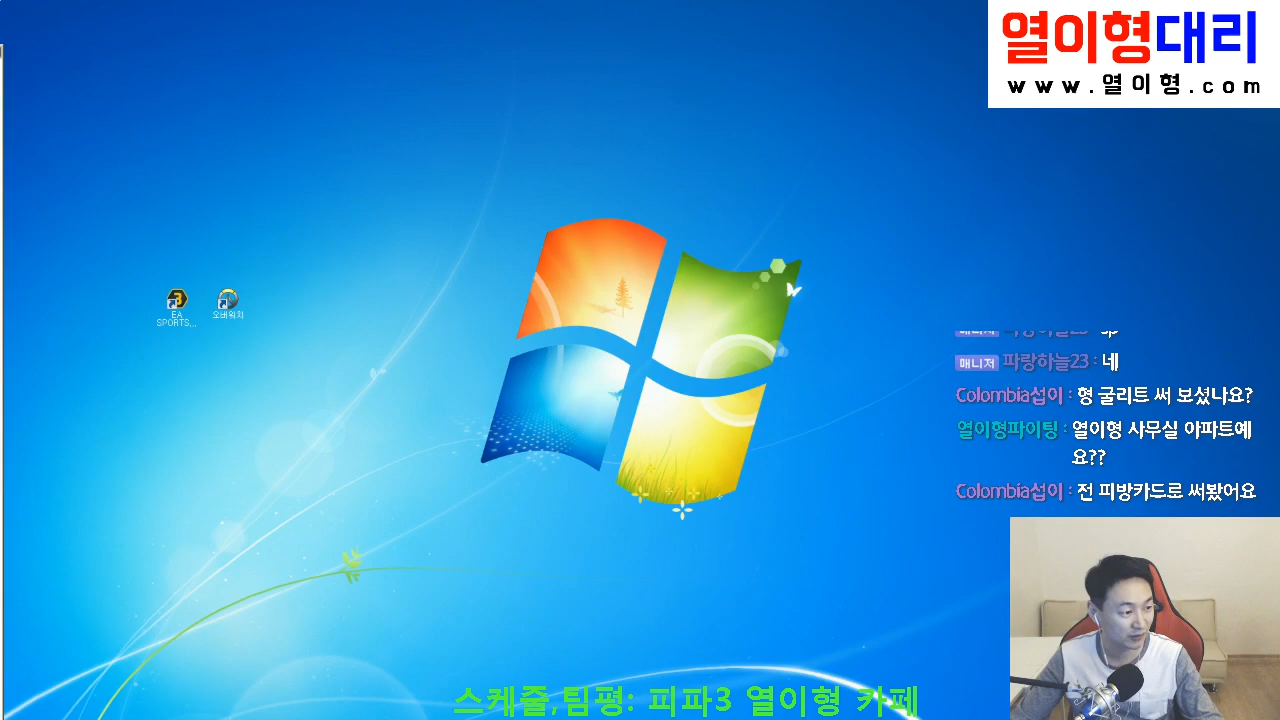 열이형대리
www.열이형.com
EA
SPORTS...
오버워치
매니저 파랑하늘23 : 네
Colombia섭이 : 형 굴리트 써 보셨나요?
열이형파이팅 : 열이형 사무실 아파트예
요??
Colombia섭이 : 전 피방카드로 써봤어요
스케줄,팀평: 피파3 열이형 카페